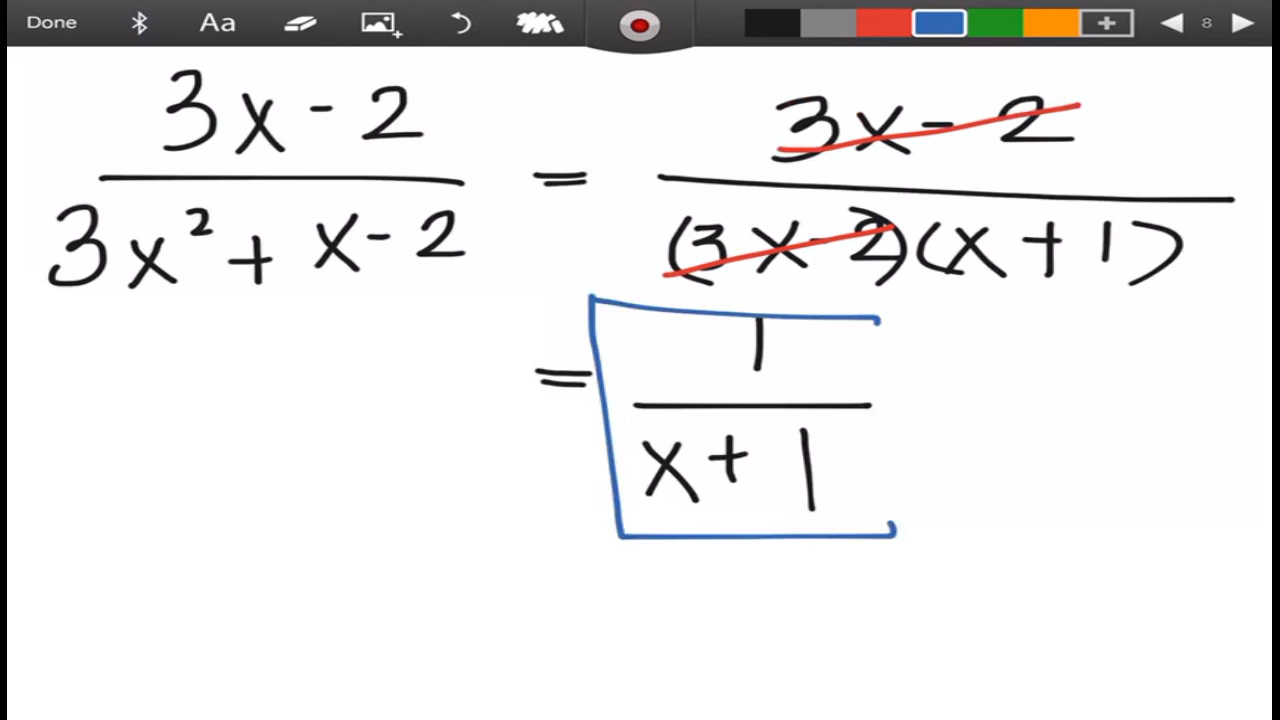 Done Aa 8
3x - 2 = 3x - 2
3x² + x - 2 (3x - 2)(x + 1)
= 1
x + 1